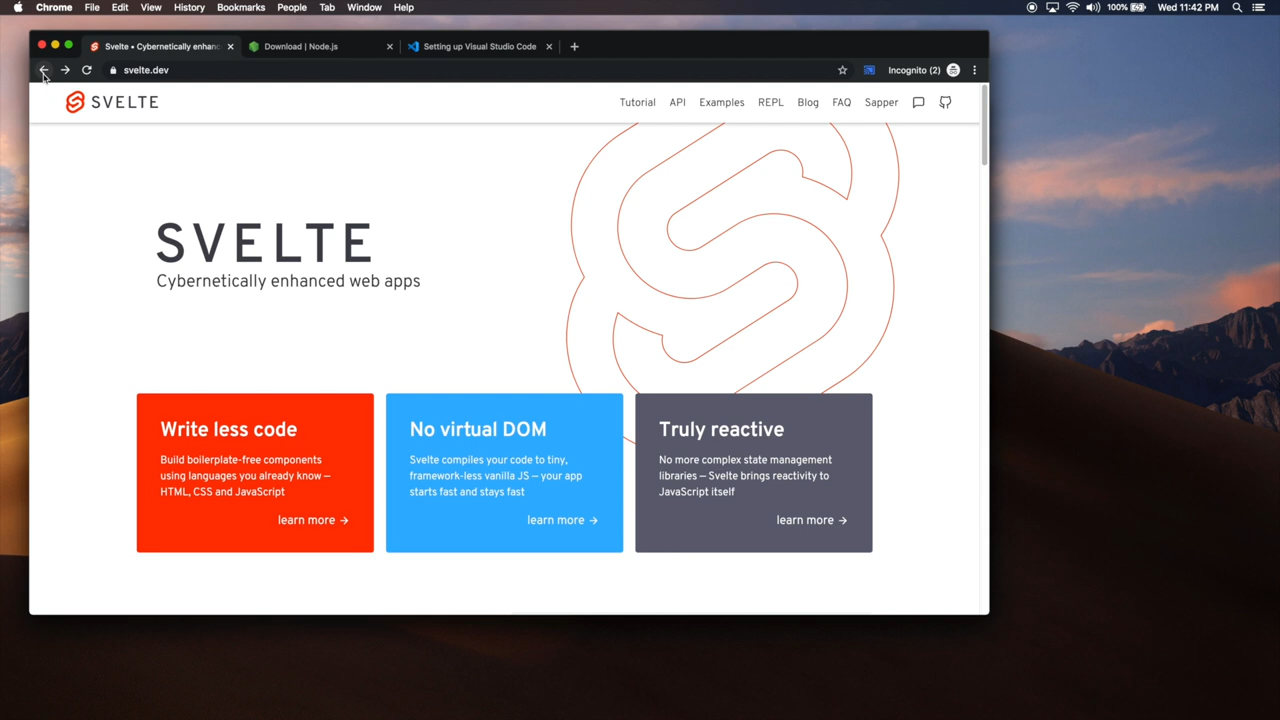 Chrome File Edit View History Bookmarks People Tab Window Help 100% Wed 11:42 PM
Svelte • Cybernetically enhan Download | Node.js Setting up Visual Studio Code
svelte.dev Incognito (2)
SVELTE Tutorial API Examples REPL Blog FAQ Sapper
SVELTE
Cybernetically enhanced web apps
Write less code
Build boilerplate-free components
using languages you already know —
HTML, CSS and JavaScript
learn more →
No virtual DOM
Svelte compiles your code to tiny,
framework-less vanilla JS — your app
starts fast and stays fast
learn more →
Truly reactive
No more complex state management
libraries — Svelte brings reactivity to
JavaScript itself
learn more →